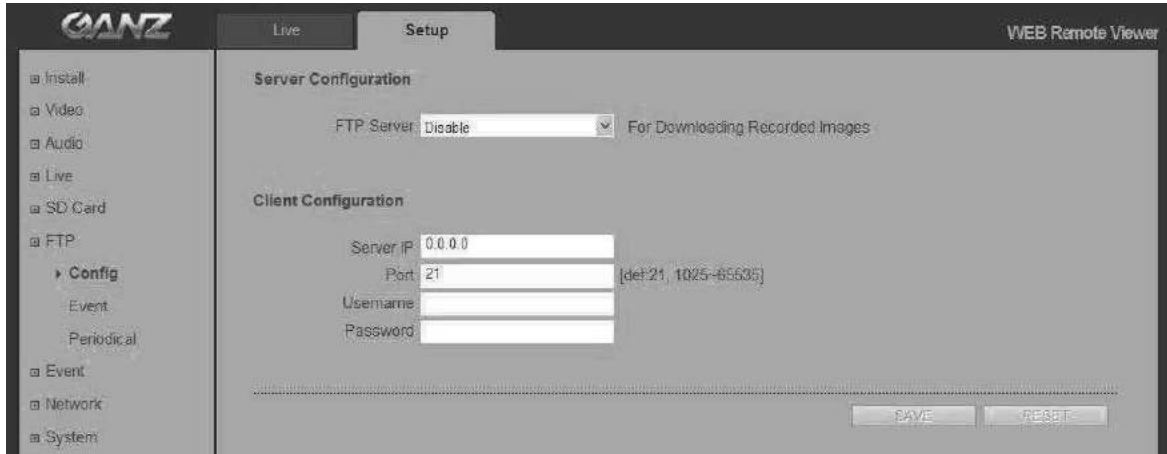 GANZ
Live
Setup
WEB Remote Viewer
Install
Video
Audio
Live
SD Card
FTP
Config
Event
Periodical
Event
Network
System
Server Configuration
FTP Server Disable For Downloading Recorded Images
Client Configuration
Server IP 0.0.0.0
Port 21 [def:21, 1025~65535]
Username
Password
SAVE RESET